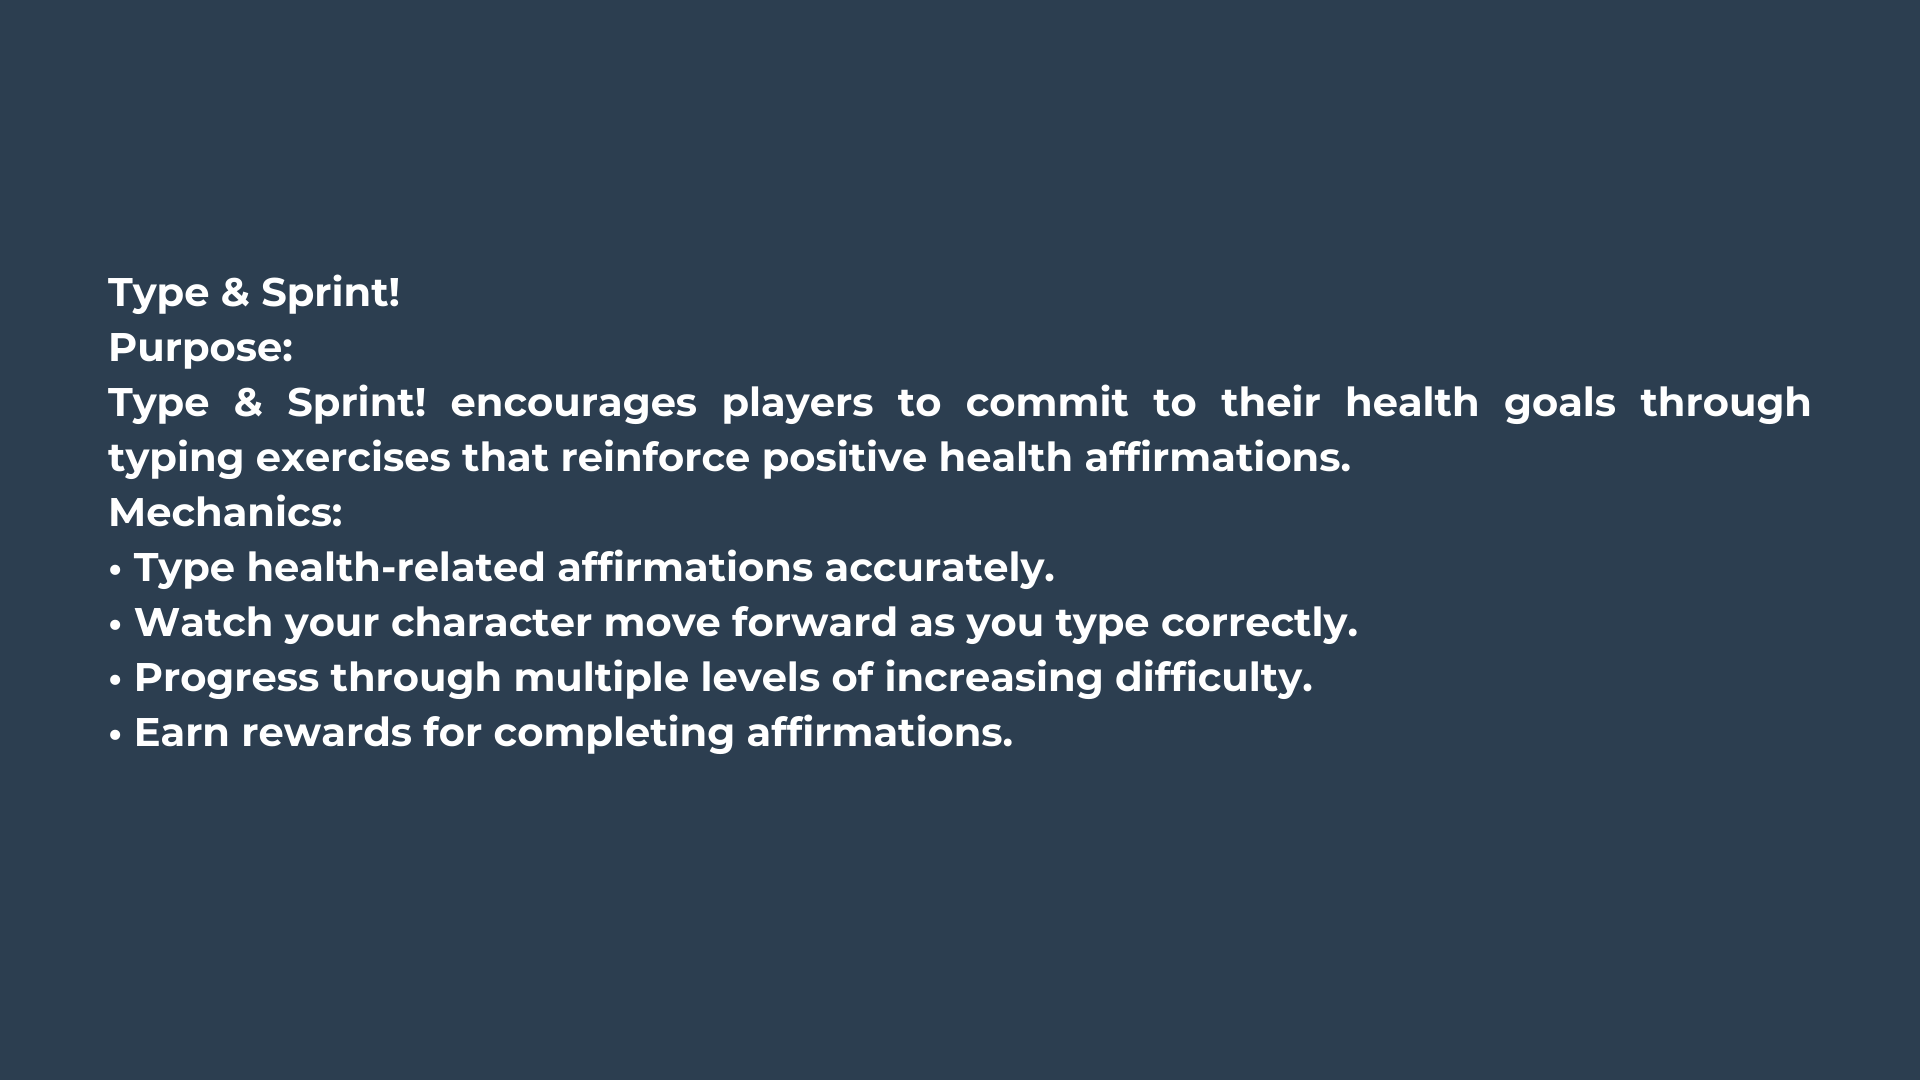 Type & Sprint!
Purpose:
Type & Sprint! encourages players to commit to their health goals through
typing exercises that reinforce positive health affirmations.
Mechanics:
• Type health-related affirmations accurately.
• Watch your character move forward as you type correctly.
• Progress through multiple levels of increasing difficulty.
• Earn rewards for completing affirmations.